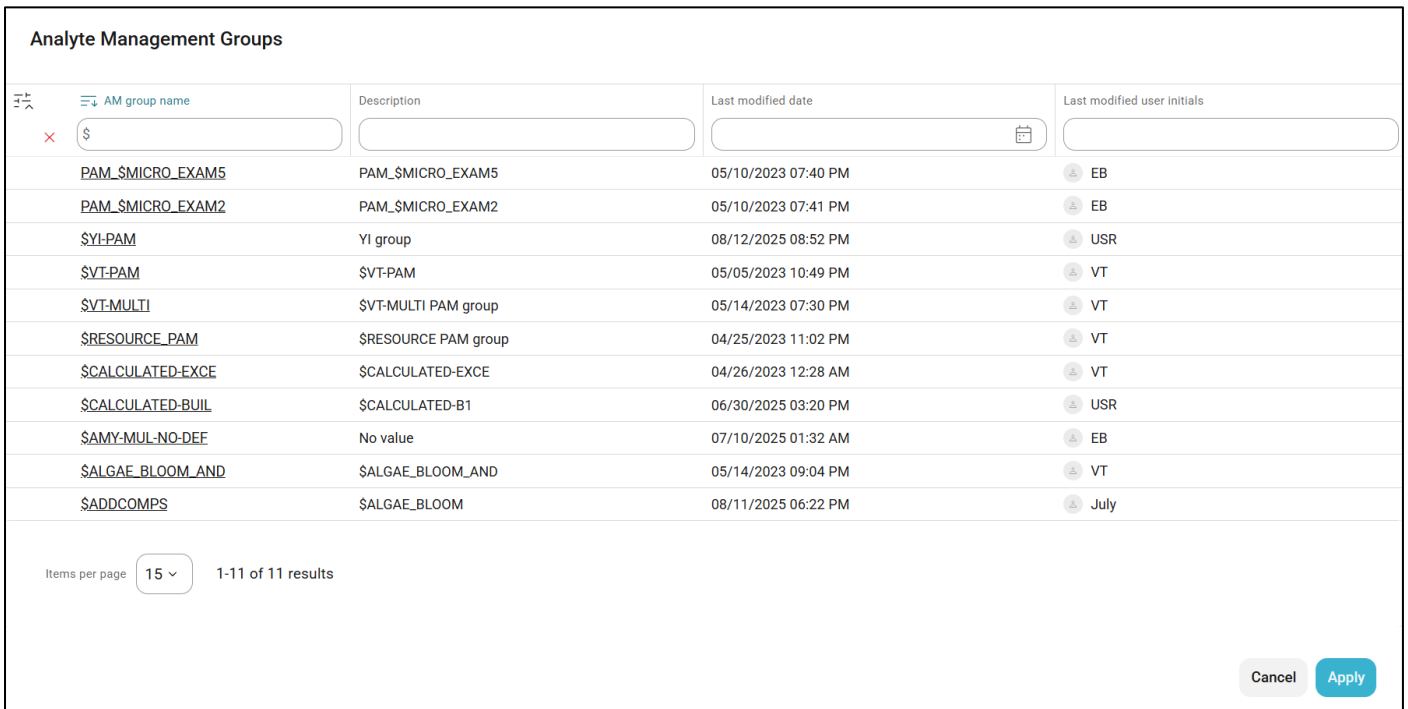 Analyte Management Groups
AM group name Description Last modified date Last modified user initials
$
PAM_$MICRO_EXAM5 PAM_$MICRO_EXAM5 05/10/2023 07:40 PM EB
PAM_$MICRO_EXAM2 PAM_$MICRO_EXAM2 05/10/2023 07:41 PM EB
$YI-PAM YI group 08/12/2025 08:52 PM USR
$VT-PAM $VT-PAM 05/05/2023 10:49 PM VT
$VT-MULTI $VT-MULTI PAM group 05/14/2023 07:30 PM VT
$RESOURCE_PAM $RESOURCE PAM group 04/25/2023 11:02 PM VT
$CALCULATED-EXCE $CALCULATED-EXCE 04/26/2023 12:28 AM VT
$CALCULATED-BUIL $CALCULATED-B1 06/30/2025 03:20 PM USR
$AMY-MUL-NO-DEF No value 07/10/2025 01:32 AM EB
$ALGAE_BLOOM_AND $ALGAE_BLOOM_AND 05/14/2023 09:04 PM VT
$ADDCOMPS $ALGAE_BLOOM 08/11/2025 06:22 PM July
Items per page 15 1-11 of 11 results
Cancel Apply